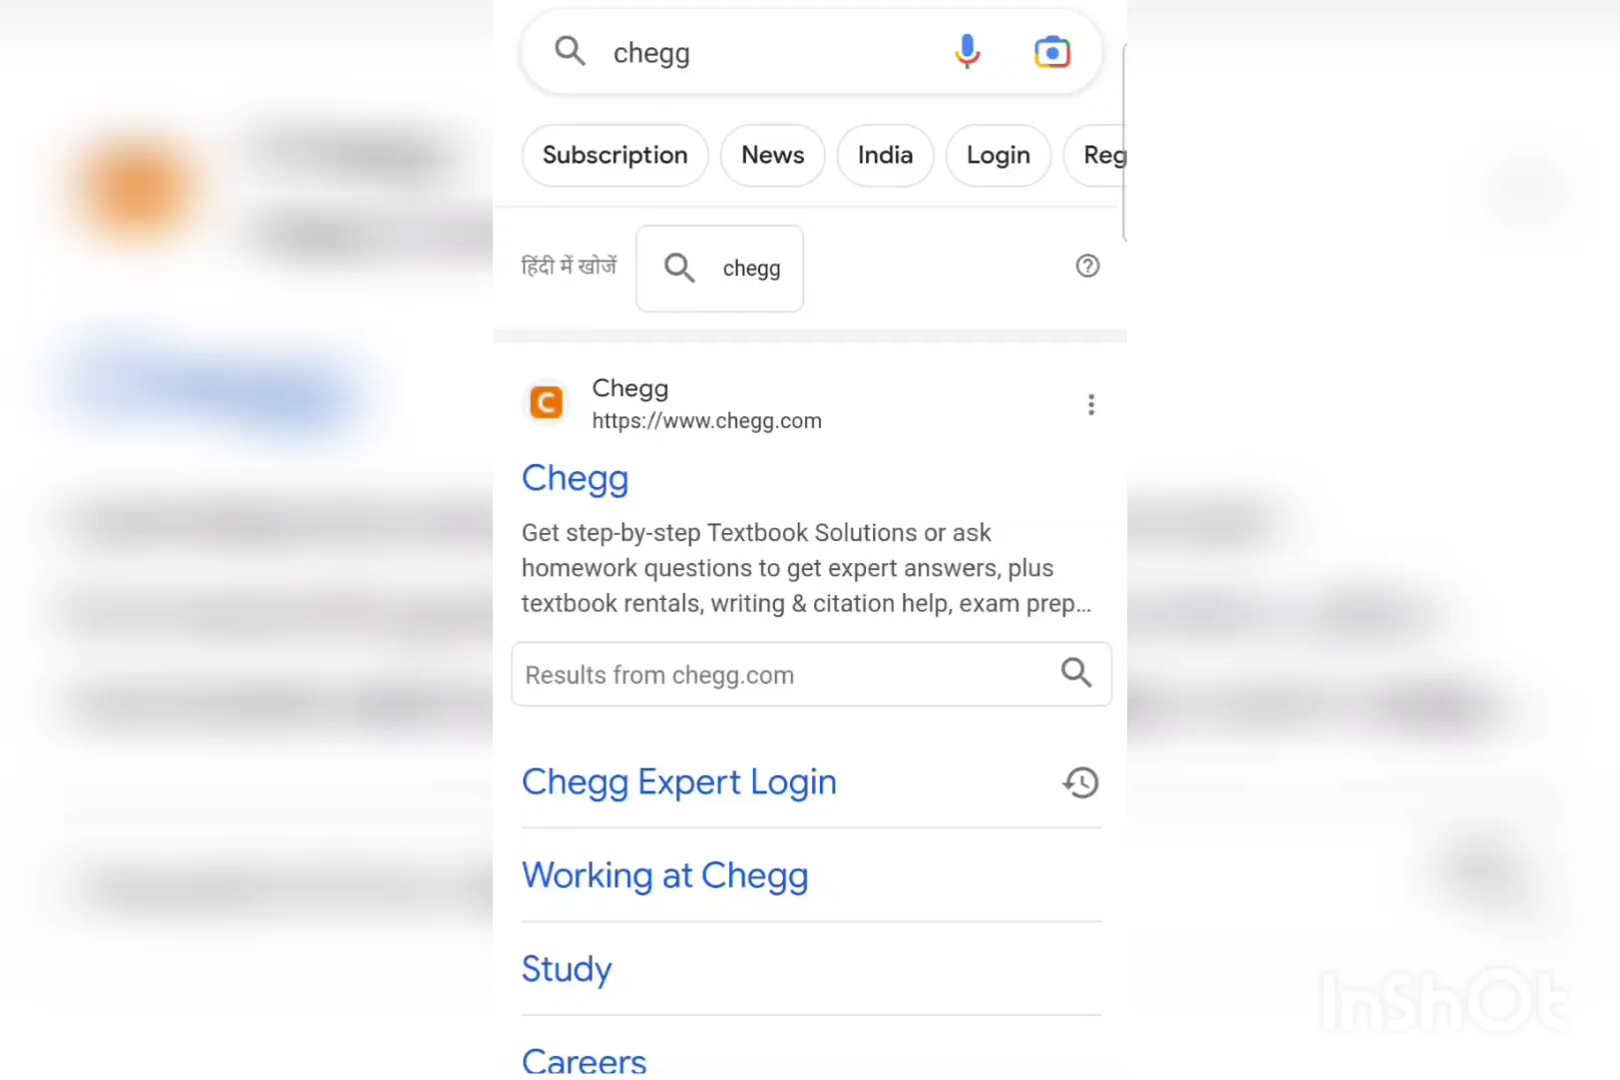 chegg
Subscription News India Login Reg
हिंदी में खोजें chegg
Chegg
https://www.chegg.com
Chegg
Get step-by-step Textbook Solutions or ask
homework questions to get expert answers, plus
textbook rentals, writing & citation help, exam prep...
Results from chegg.com
Chegg Expert Login
Working at Chegg
Study
Careers
InShOt